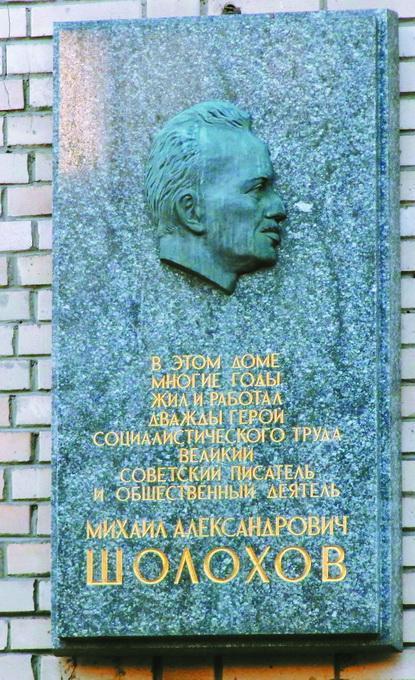 В ЭТОМ ДОМЕ
МНОГИЕ ГОДЫ
ЖИЛ И РАБОТАЛ
ДВАЖДЫ ГЕРОЙ
СОЦИАЛИСТИЧЕСКОГО ТРУДА
ВЕЛИКИЙ
СОВЕТСКИЙ ПИСАТЕЛЬ
И ОБЩЕСТВЕННЫЙ ДЕЯТЕЛЬ
МИХАИЛ АЛЕКСАНДРОВИЧ
ШОЛОХОВ